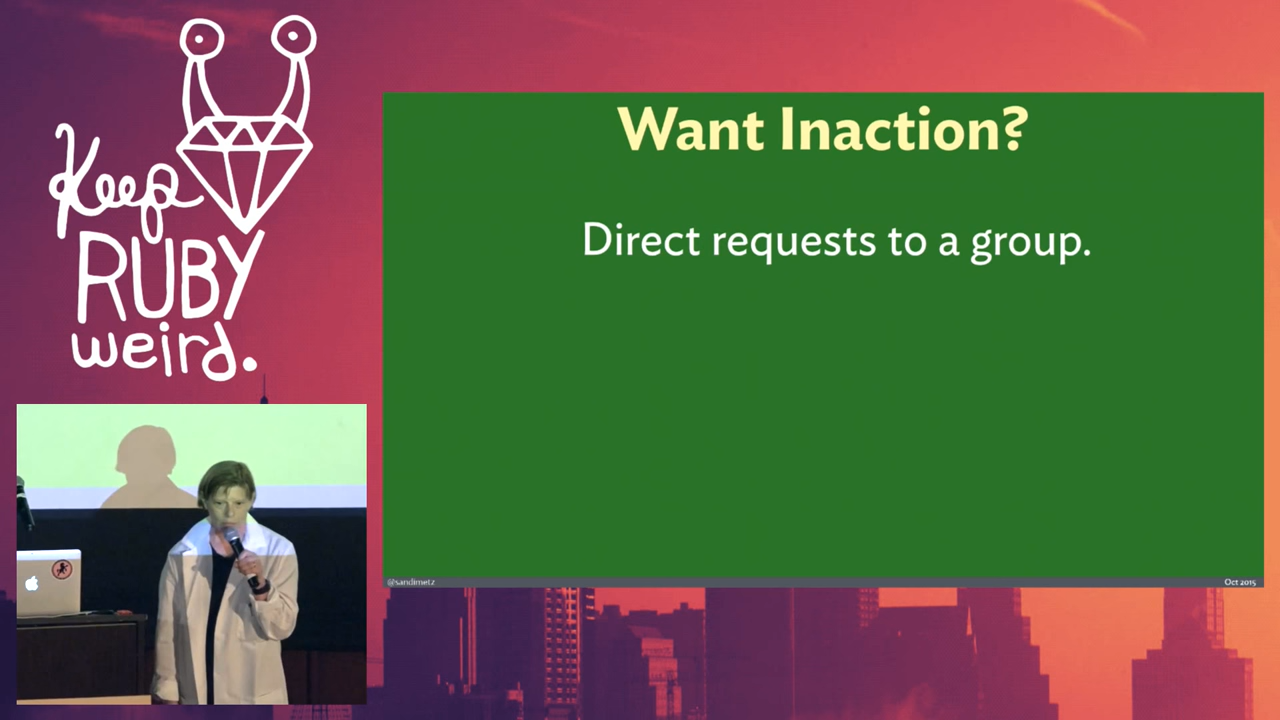 Keep
RUBY
weird.
Want Inaction?
Direct requests to a group.
@sandimetz
Oct 2015